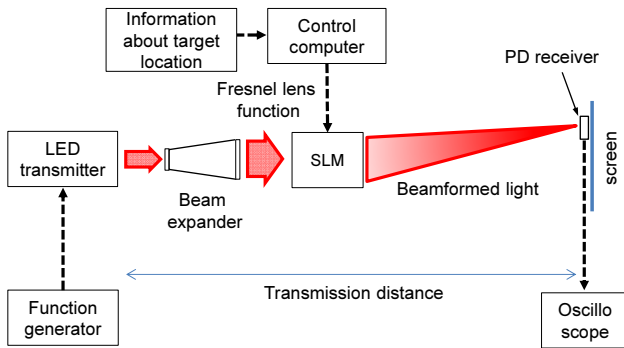 Information
about target
location
Control
computer
PD receiver
Fresnel lens
function
LED
transmitter
SLM
Beam
expander
Beamformed light
screen
Transmission distance
Function
generator
Oscillo
scope